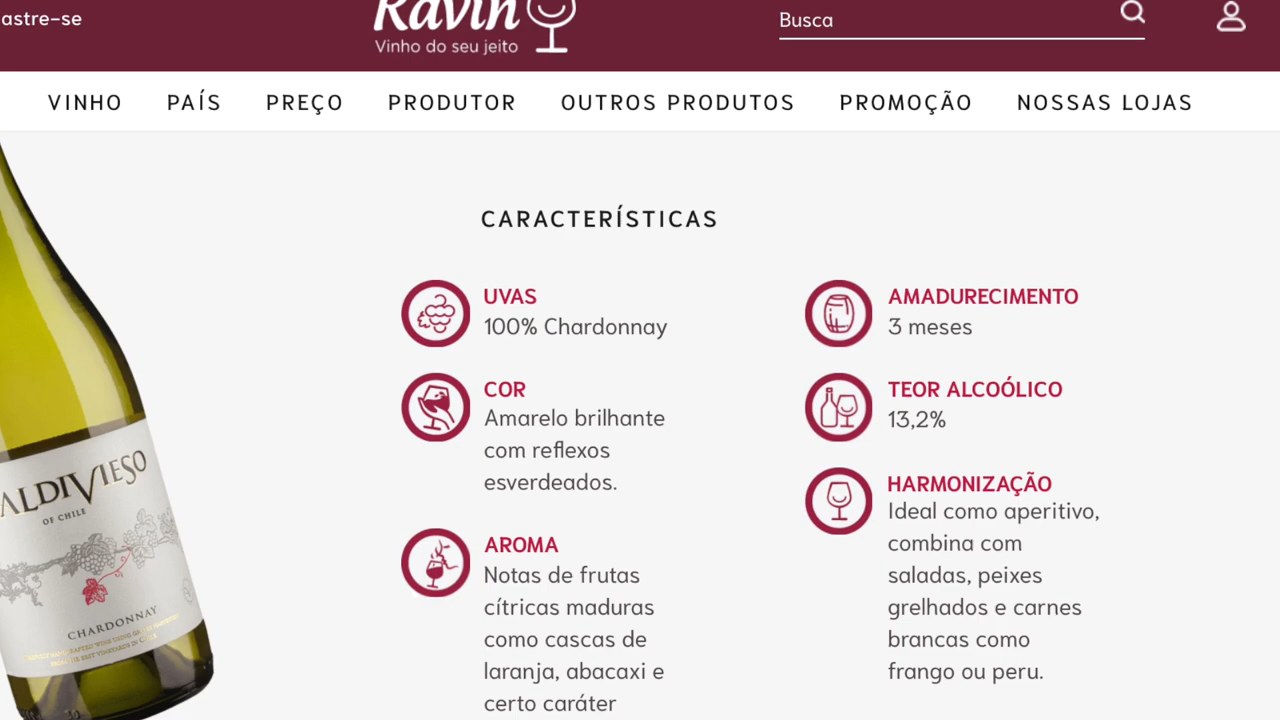 astre-se
Ravin
Vinho do seu jeito
Busca
VINHO PAÍS PREÇO PRODUTOR OUTROS PRODUTOS PROMOÇÃO NOSSAS LOJAS
CARACTERÍSTICAS
UVAS
100% Chardonnay
COR
Amarelo brilhante
com reflexos
esverdeados.
AROMA
Notas de frutas
cítricas maduras
como cascas de
laranja, abacaxi e
certo caráter
AMADURECIMENTO
3 meses
TEOR ALCOÓLICO
13,2%
HARMONIZAÇÃO
Ideal como aperitivo,
combina com
saladas, peixes
grelhados e carnes
brancas como
frango ou peru.
ALDIVIESO
OF CHILE
CHARDONNAY